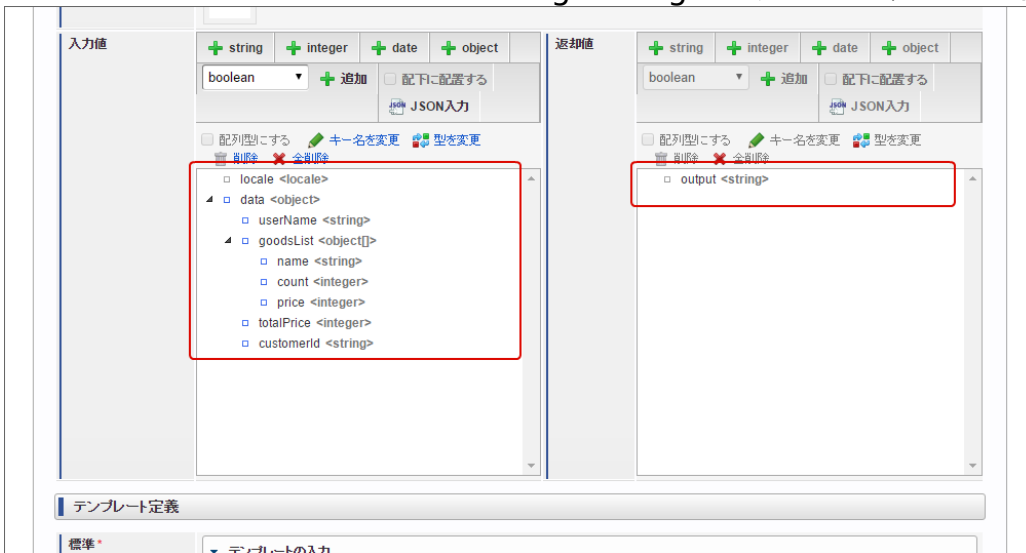 入力値
string integer date object
boolean 追加 配下に配置する
JSON入力
配列型にする キー名を変更 型を変更
削除 全削除
locale <locale>
data <object>
userName <string>
goodsList <object[]>
name <string>
count <integer>
price <integer>
totalPrice <integer>
customerId <string>
返却値
string integer date object
boolean 追加 配下に配置する
JSON入力
配列型にする キー名を変更 型を変更
削除 全削除
output <string>
テンプレート定義
標準*
テンプレートの入力